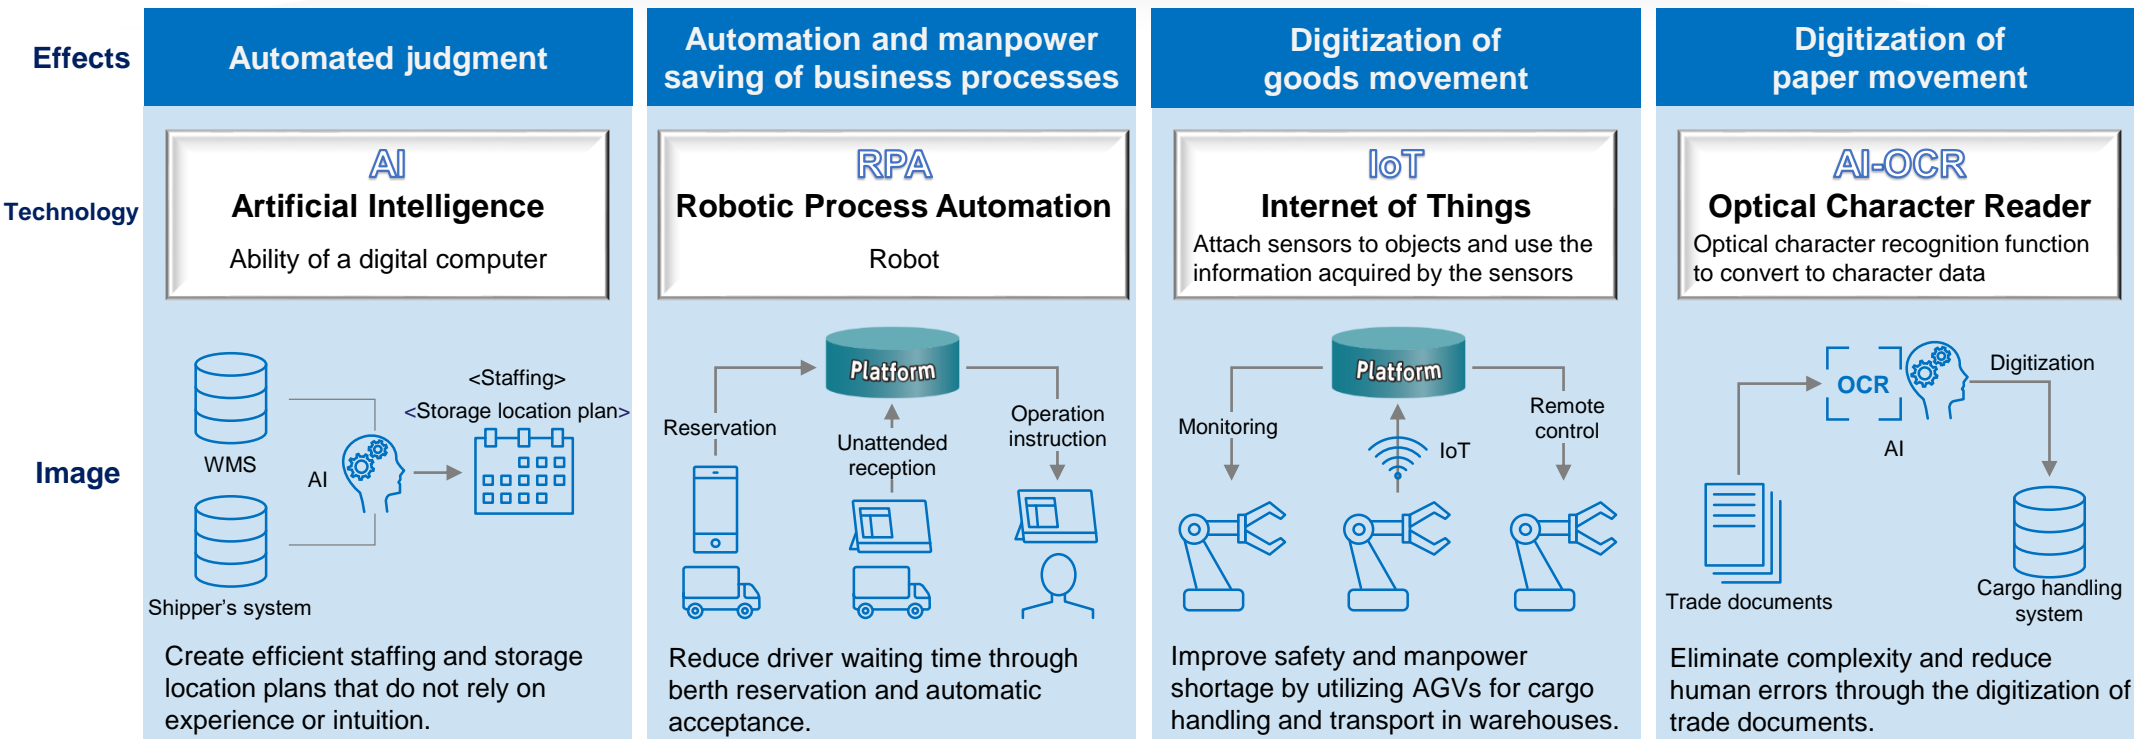 Effects
Automated judgment
Automation and manpower
saving of business processes
Digitization of
goods movement
Digitization of
paper movement
Technology
AI
Artificial Intelligence
Ability of a digital computer
RPA
Robotic Process Automation
Robot
IoT
Internet of Things
Attach sensors to objects and use the
information acquired by the sensors
AI-OCR
Optical Character Reader
Optical character recognition function
to convert to character data
Image
WMS
Shipper's system
AI
<Staffing>
<Storage location plan>
Create efficient staffing and storage
location plans that do not rely on
experience or intuition.
Platform
Reservation
Unattended
reception
Operation
instruction
Reduce driver waiting time through
berth reservation and automatic
acceptance.
Platform
Monitoring
IoT
Remote
control
Improve safety and manpower
shortage by utilizing AGVs for cargo
handling and transport in warehouses.
OCR
AI
Digitization
Trade documents
Cargo handling
system
Eliminate complexity and reduce
human errors through the digitization of
trade documents.